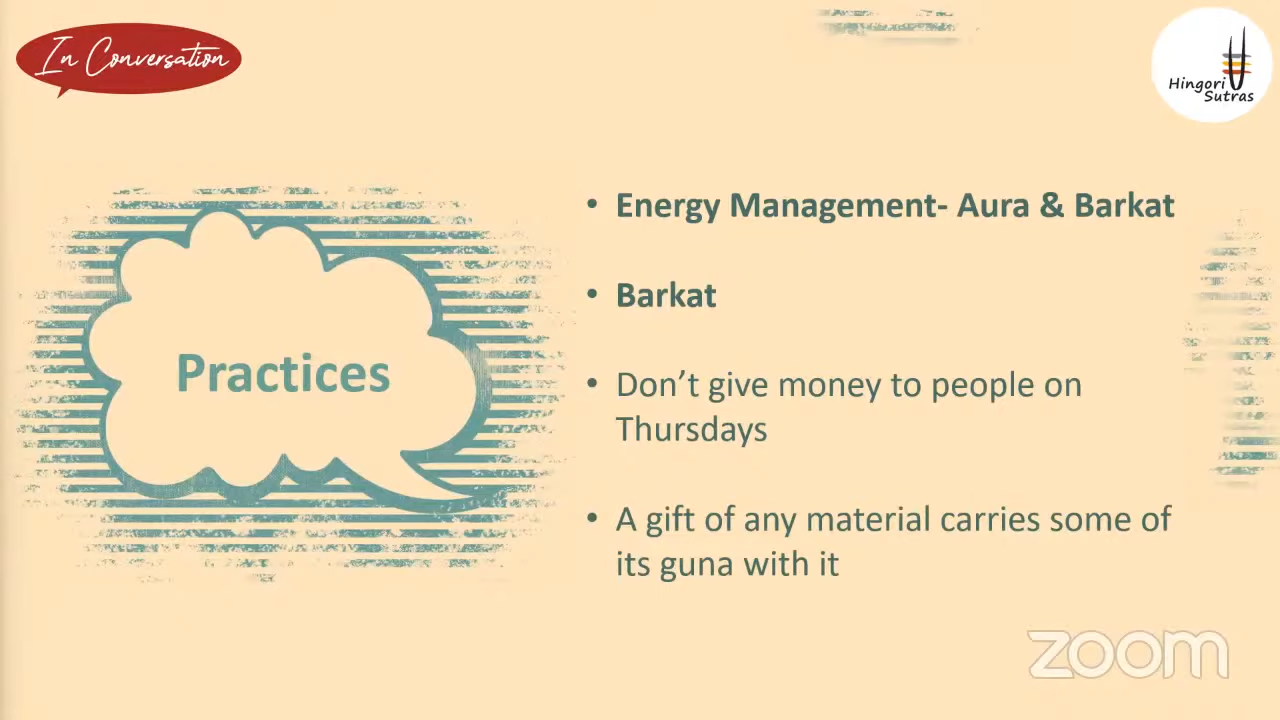 In Conversation
Hingori
Sutras
Practices
• Energy Management- Aura & Barkat
• Barkat
• Don’t give money to people on
Thursdays
• A gift of any material carries some of
its guna with it
zoom